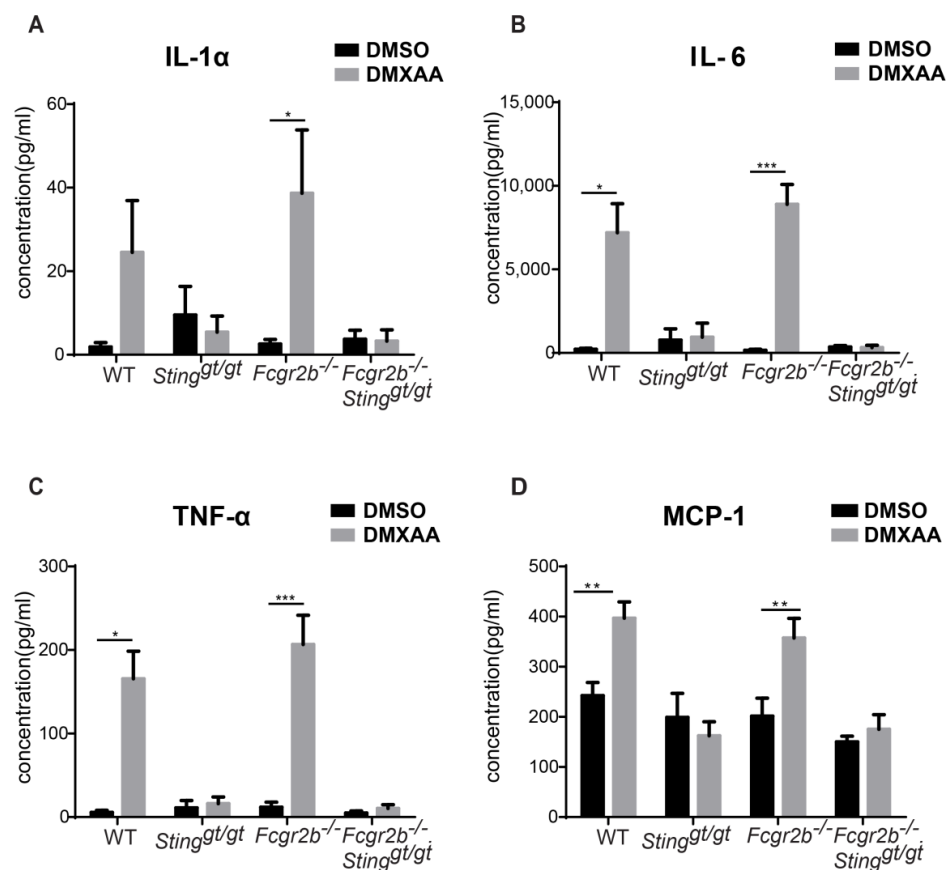 A
IL-1α
DMSO
DMXAA
concentration(pg/ml)
60
40
20
0
*
WT
Sting^gt/gt
Fcgr2b^-/-
Fcgr2b^-/-.
Sting^gt/gt
B
IL-6
DMSO
DMXAA
concentration(pg/ml)
15,000
10,000
5,000
0
*
***
WT
Sting^gt/gt
Fcgr2b^-/-
Fcgr2b^-/-.
Sting^gt/gt
C
TNF-α
DMSO
DMXAA
concentration(pg/ml)
300
200
100
0
*
***
WT
Sting^gt/gt
Fcgr2b^-/-
Fcgr2b^-/-.
Sting^gt/gt
D
MCP-1
DMSO
DMXAA
concentration(pg/ml)
500
400
300
200
100
0
**
**
WT
Sting^gt/gt
Fcgr2b^-/-
Fcgr2b^-/-.
Sting^gt/gt